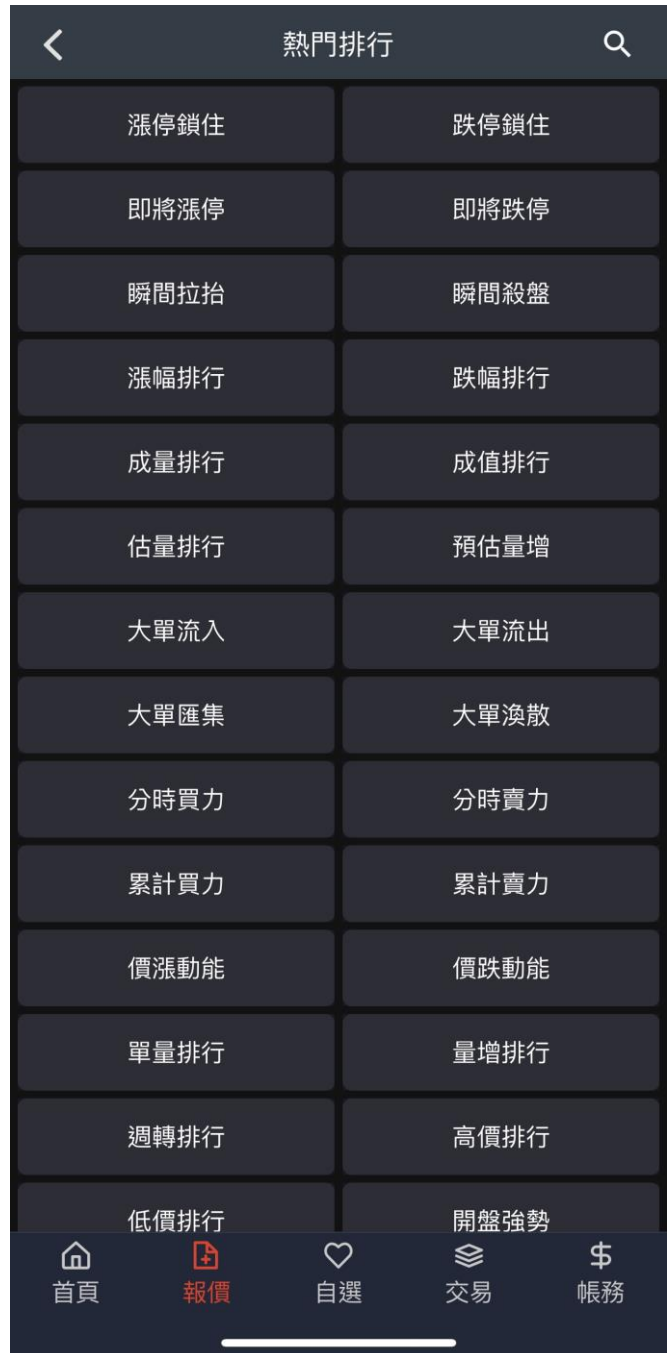 熱門排行
漲停鎖住 跌停鎖住
即將漲停 即將跌停
瞬間拉抬 瞬間殺盤
漲幅排行 跌幅排行
成量排行 成值排行
估量排行 預估量增
大單流入 大單流出
大單匯集 大單渙散
分時買力 分時賣力
累計買力 累計賣力
價漲動能 價跌動能
單量排行 量增排行
週轉排行 高價排行
低價排行 開盤強勢
首頁 報價 自選 交易 帳務